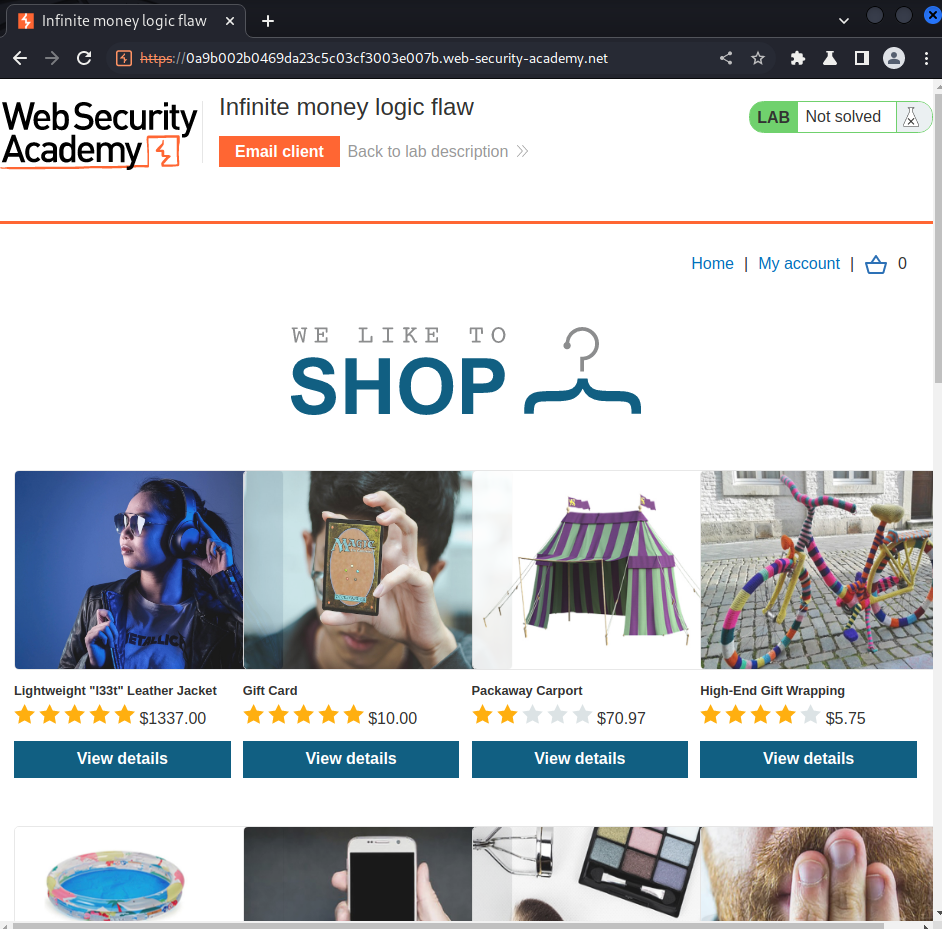 Infinite money logic flaw
https://0a9b002b0469da23c5c03cf3003e007b.web-security-academy.net
Web Security
Academy
Infinite money logic flaw
Email client
Back to lab description
LAB
Not solved
Home | My account | 0
WE LIKE TO
SHOP
METALLICA
MAGIC
Lightweight "l33t" Leather Jacket
$1337.00
View details
Gift Card
$10.00
View details
Packaway Carport
$70.97
View details
High-End Gift Wrapping
$5.75
View details